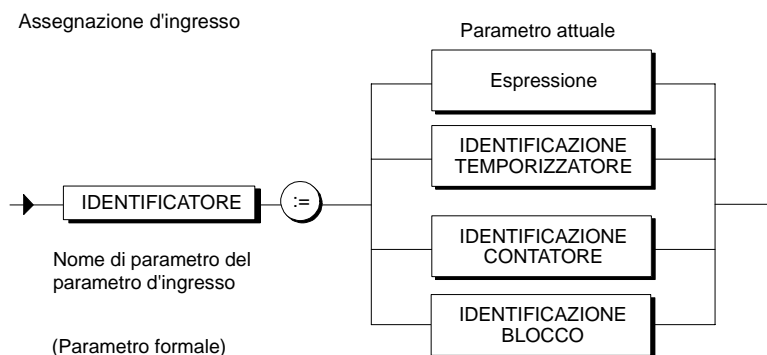 Assegnazione d'ingresso
Parametro attuale
Espressione
IDENTIFICAZIONE
TEMPORIZZATORE
IDENTIFICATORE
:=
Nome di parametro del
parametro d'ingresso
IDENTIFICAZIONE
CONTATORE
IDENTIFICAZIONE
BLOCCO
(Parametro formale)